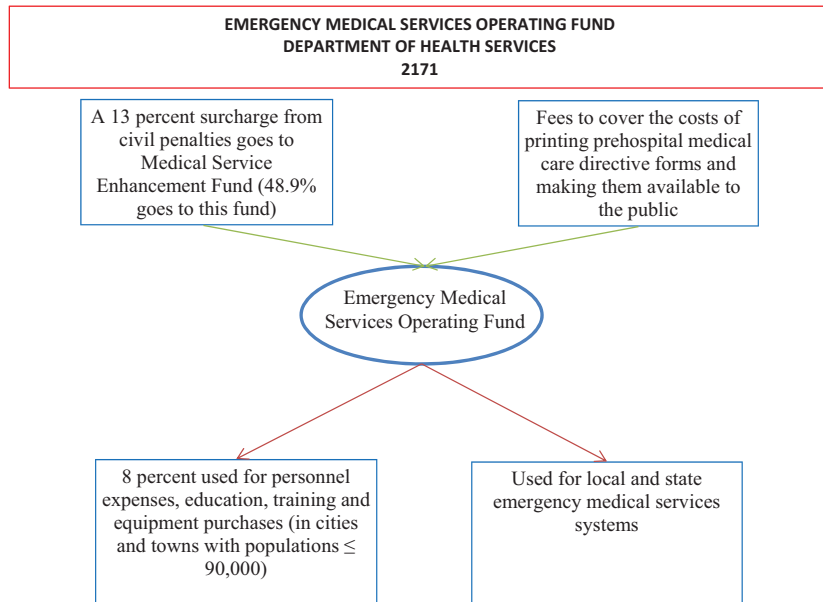 EMERGENCY MEDICAL SERVICES OPERATING FUND
DEPARTMENT OF HEALTH SERVICES
2171
A 13 percent surcharge from
civil penalties goes to
Medical Service
Enhancement Fund (48.9%
goes to this fund)
Fees to cover the costs of
printing prehospital medical
care directive forms and
making them available to
the public
Emergency Medical
Services Operating Fund
8 percent used for personnel
expenses, education, training and
equipment purchases (in cities
and towns with populations ≤
90,000)
Used for local and state
emergency medical services
systems